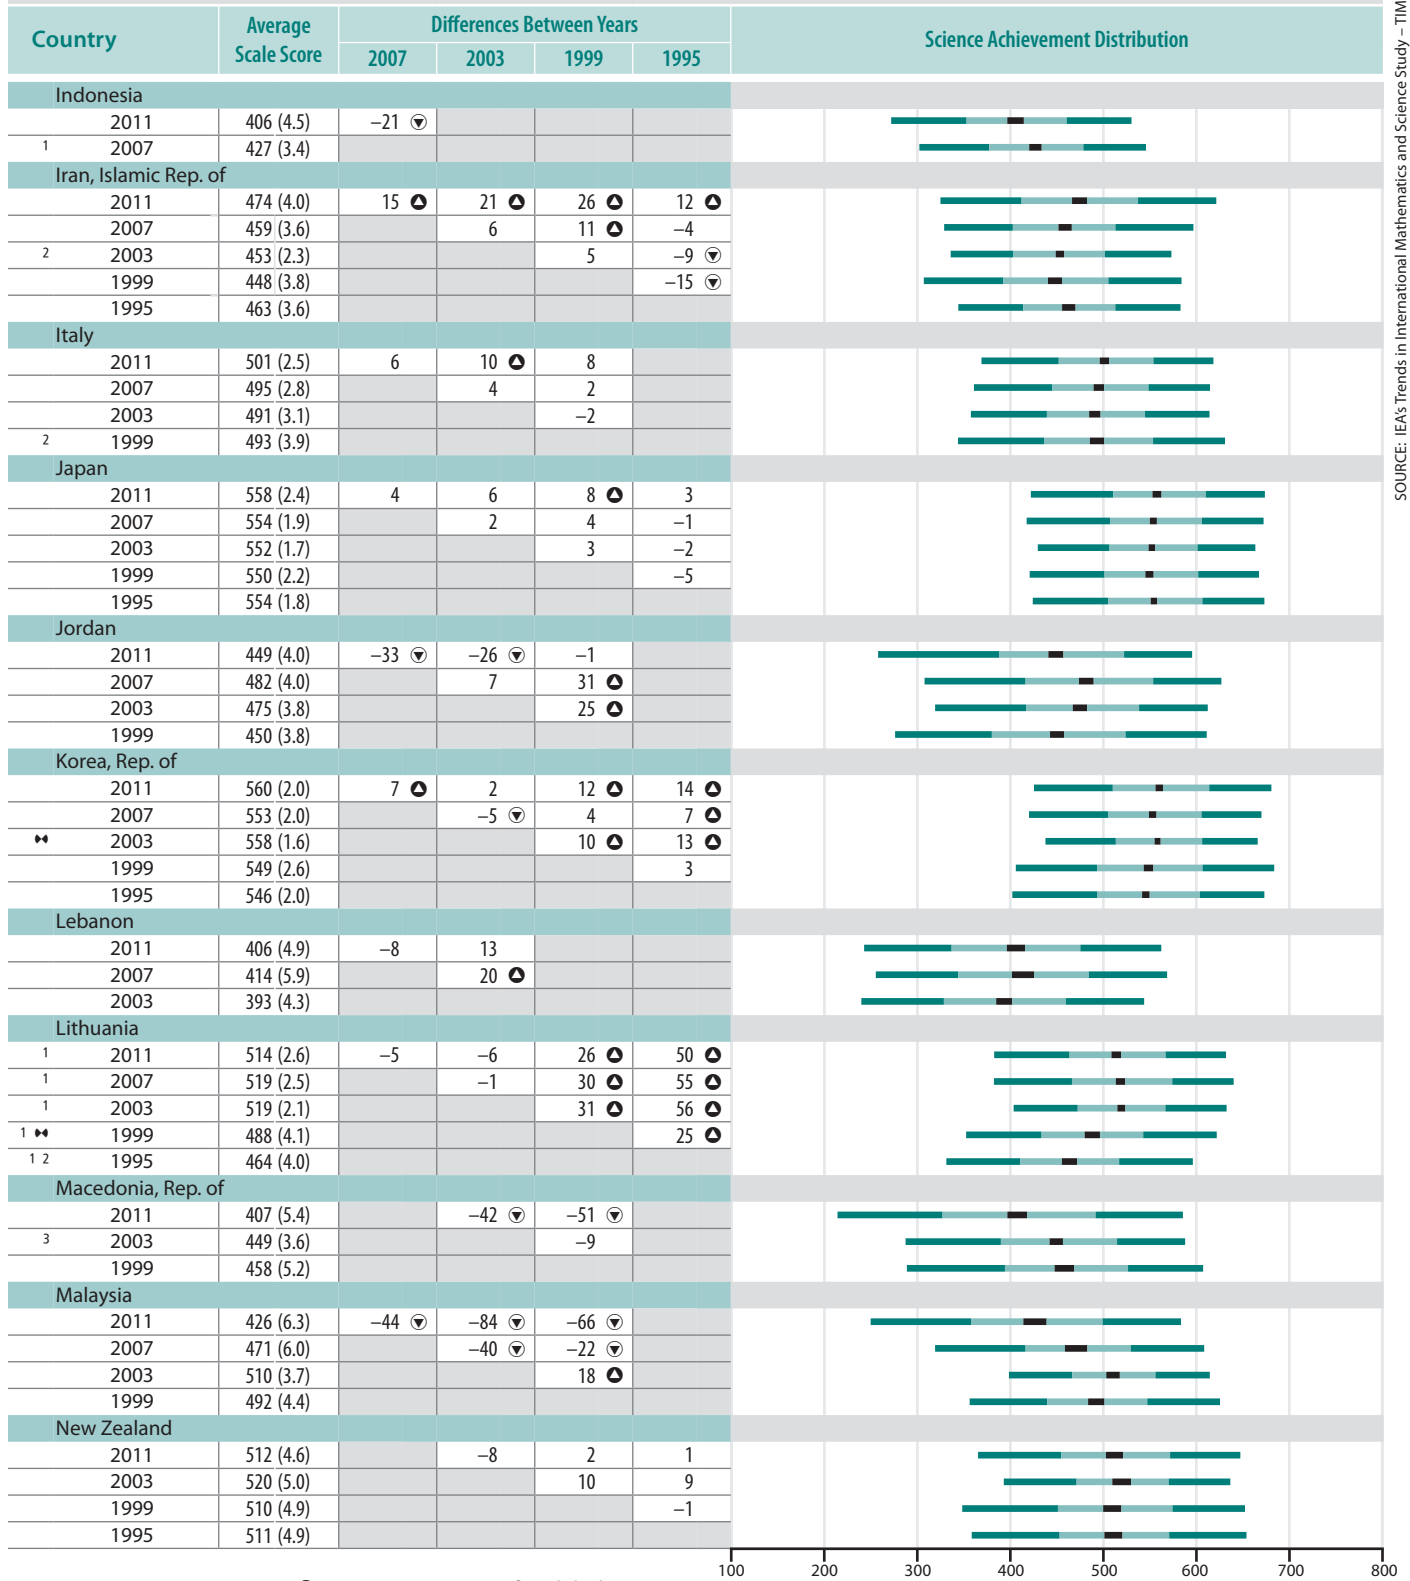 Country Average Scale Score Differences Between Years Science Achievement Distribution
2007 2003 1999 1995
Indonesia
2011 406 (4.5) –21 ▼
1 2007 427 (3.4)
Iran, Islamic Rep. of
2011 474 (4.0) 15 ▲ 21 ▲ 26 ▲ 12 ▲
2007 459 (3.6) 6 11 ▲ –4
2 2003 453 (2.3) 5 –9 ▼
1999 448 (3.8) –15 ▼
1995 463 (3.6)
Italy
2011 501 (2.5) 6 10 ▲ 8
2007 495 (2.8) 4 2
2003 491 (3.1) –2
2 1999 493 (3.9)
Japan
2011 558 (2.4) 4 6 8 ▲ 3
2007 554 (1.9) 2 4 –1
2003 552 (1.7) 3 –2
1999 550 (2.2) –5
1995 554 (1.8)
Jordan
2011 449 (4.0) –33 ▼ –26 ▼ –1
2007 482 (4.0) 7 31 ▲
2003 475 (3.8) 25 ▲
1999 450 (3.8)
Korea, Rep. of
2011 560 (2.0) 7 ▲ 2 12 ▲ 14 ▲
2007 553 (2.0) –5 ▼ 4 7 ▲
2003 558 (1.6) 10 ▲ 13 ▲
1999 549 (2.6) 3
1995 546 (2.0)
Lebanon
2011 406 (4.9) –8 13
2007 414 (5.9) 20 ▲
2003 393 (4.3)
Lithuania
1 2011 514 (2.6) –5 –6 26 ▲ 50 ▲
1 2007 519 (2.5) –1 30 ▲ 55 ▲
1 2003 519 (2.1) 31 ▲ 56 ▲
1 1999 488 (4.1) 25 ▲
1 2 1995 464 (4.0)
Macedonia, Rep. of
2011 407 (5.4) –42 ▼ –51 ▼
3 2003 449 (3.6) –9
1999 458 (5.2)
Malaysia
2011 426 (6.3) –44 ▼ –84 ▼ –66 ▼
2007 471 (6.0) –40 ▼ –22 ▼
2003 510 (3.7) 18 ▲
1999 492 (4.4)
New Zealand
2011 512 (4.6) –8 2 1
2003 520 (5.0) 10 9
1999 510 (4.9) –1
1995 511 (4.9)
100 200 300 400 500 600 700 800
SOURCE: IEA's Trends in International Mathematics and Science Study – TIM